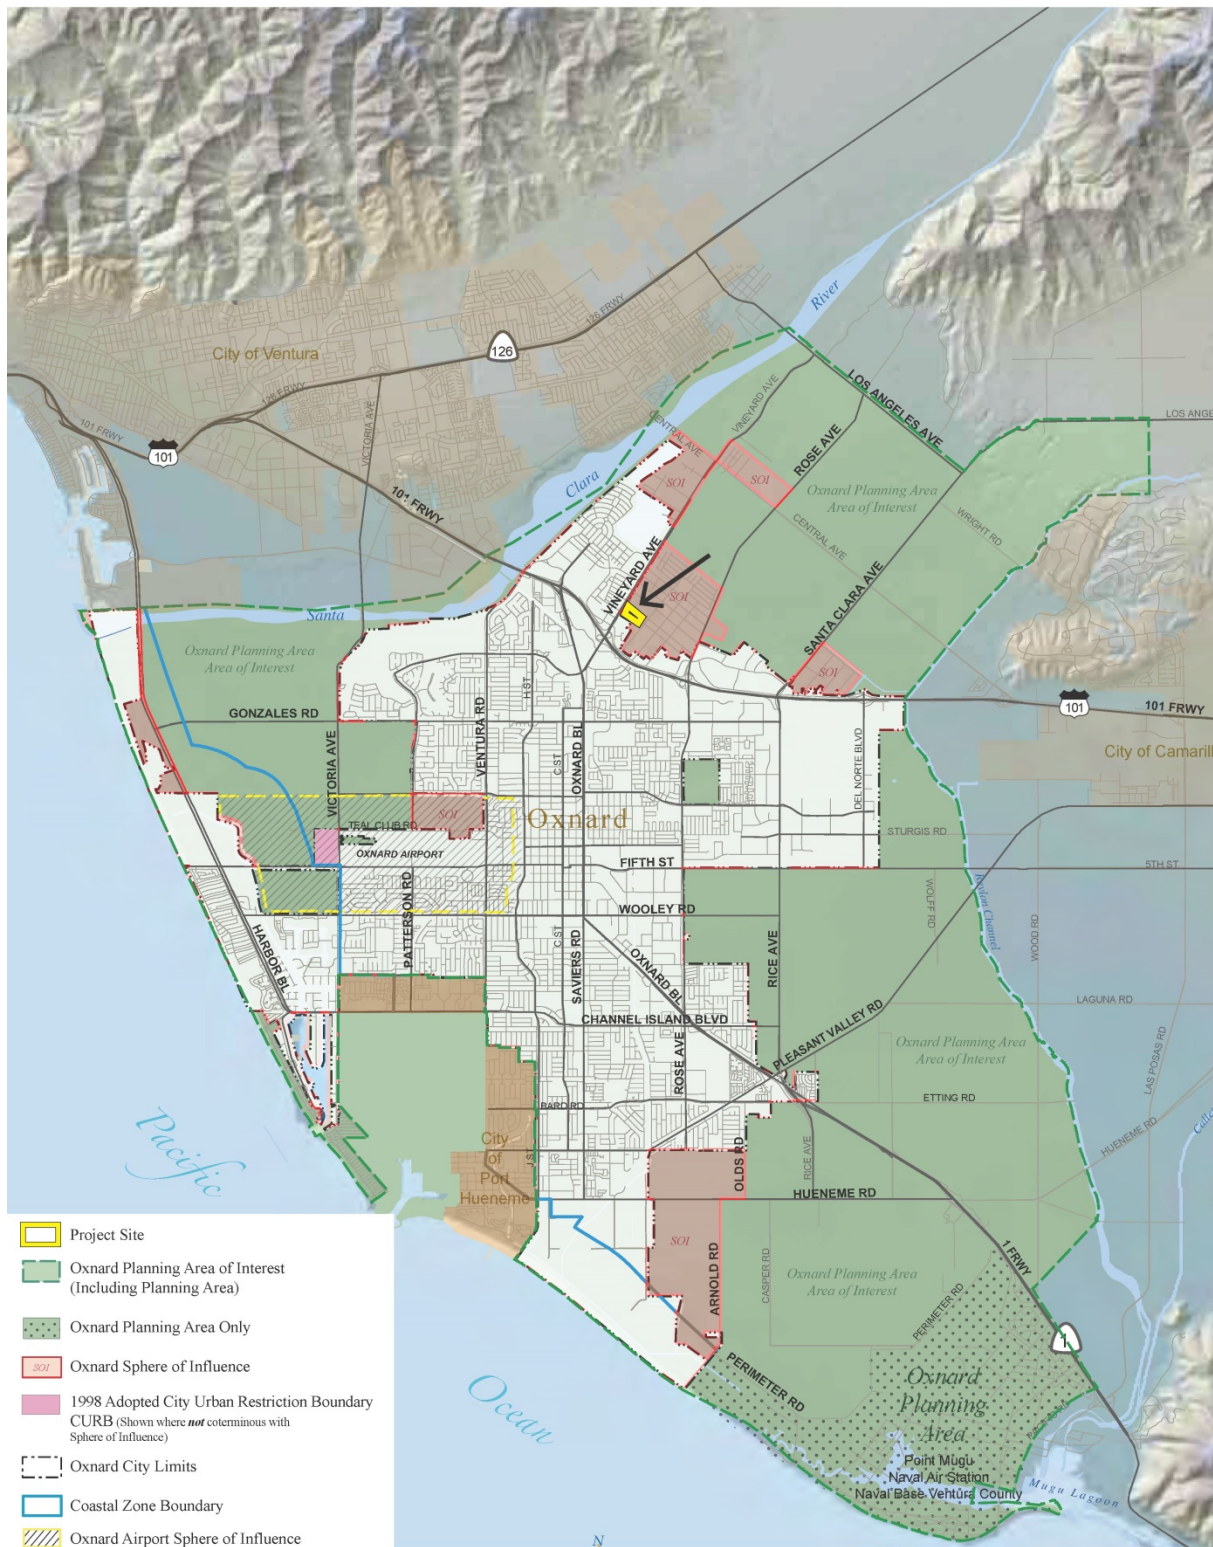 River
City of Ventura
126 FRWY
126
126 FRWY
VINEYARD AVE
LOS ANGELES AVE
LOS ANGE
101 FRWY
101
VICTORIA AVE
CENTRAL AVE
ROSE AVE
101 FRWY
Clara
SOI
SOI
Oxnard Planning Area
Area of Interest
WRIGHT RD
CENTRAL AVE
VINEYARD AVE
SOI
SANTA CLARA AVE
Santa
Oxnard Planning Area
Area of Interest
SOI
H ST
VENTURA RD
GONZALES RD
101
101 FRWY
VICTORIA AVE
C ST
OXNARD BL
DEL NORTE BLVD
City of Camarill
TEAL CLUB RD
SOI
Oxnard
STURGIS RD
OXNARD AIRPORT
FIFTH ST
5TH ST
PATTERSON RD
WOOLEY RD
WOLFF RD
Revlon Channel
WOOD RD
HARBOR BL
C ST
SAVIERS RD
OXNARD BL
RICE AVE
LAGUNA RD
CHANNEL ISLAND BLVD
PLEASANT VALLEY RD
ROSE AVE
Oxnard Planning Area
Area of Interest
LAS POSAS RD
ETTING RD
BARD RD
HUENEME RD
Pacific
City
of
Port
Hueneme
J ST
OLDS RD
RICE AVE
HUENEME RD
SOI
ARNOLD RD
CASPER RD
Oxnard Planning Area
Area of Interest
1 FRWY
PERIMETER RD
1
PERIMETER RD
Oxnard
Planning
Area
Ocean
Point Mugu
Naval Air Station
Naval Base Ventura County
Mugu Lagoon
Project Site
Oxnard Planning Area of Interest
(Including Planning Area)
Oxnard Planning Area Only
SOI
Oxnard Sphere of Influence
1998 Adopted City Urban Restriction Boundary
CURB (Shown where not coterminous with
Sphere of Influence)
Oxnard City Limits
Coastal Zone Boundary
Oxnard Airport Sphere of Influence
N